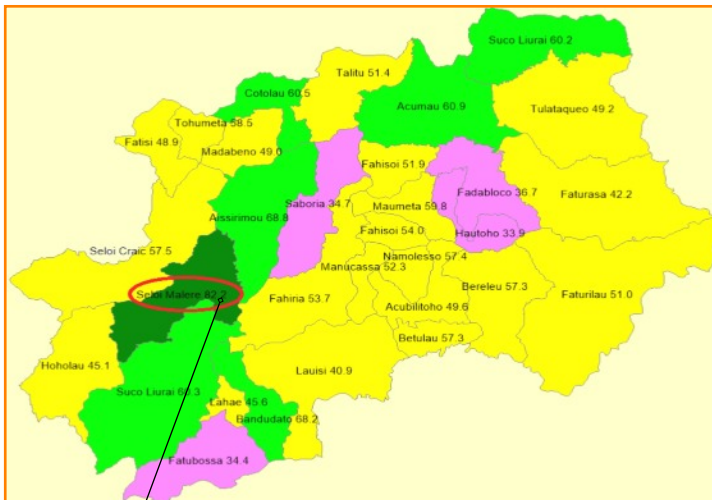 Suco Liurai 60.2
Talitu 51.4
Cotolau 60.5
Acumau 60.9
Tulataqueo 49.2
Tohumeta 58.5
Fatisi 48.9
Madabeno 49.0
Fahisoi 51.9
Saboria 34.7
Fadabloco 36.7
Faturasa 42.2
Maumeta 59.8
Aissirimou 68.8
Fahisoi 54.0
Hautoho 33.9
Seloi Craic 57.5
Namolesso 57.4
Manucassa 52.3
Bereleu 57.3
Seloi Malere 82.2
Fahiria 53.7
Faturilau 51.0
Acubilitoho 49.6
Betulau 57.3
Hoholau 45.1
Lauisi 40.9
Lahae 45.6
Bandudato 68.2
Fatubossa 34.4